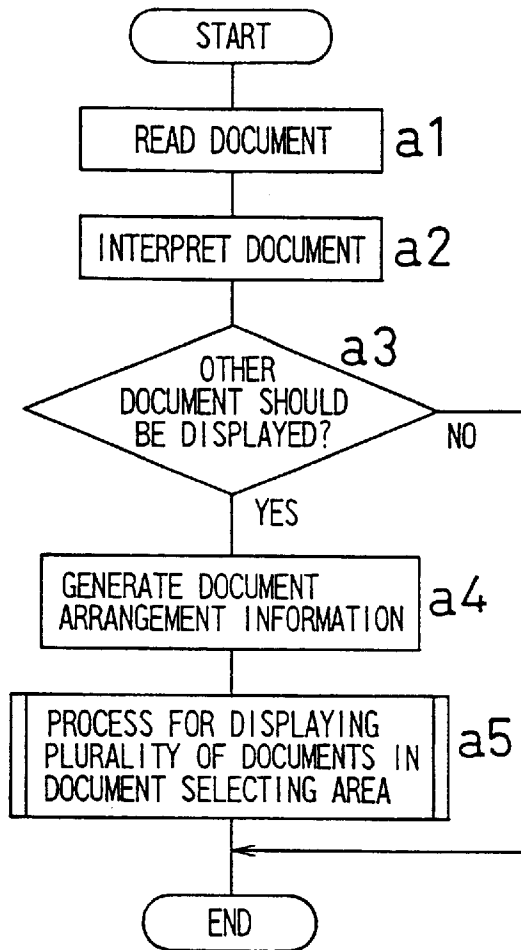 START
READ DOCUMENT
a1
INTERPRET DOCUMENT
a2
a3
OTHER
DOCUMENT SHOULD
BE DISPLAYED?
NO
YES
GENERATE DOCUMENT
ARRANGEMENT INFORMATION
a4
PROCESS FOR DISPLAYING
PLURALITY OF DOCUMENTS IN
DOCUMENT SELECTING AREA
a5
END